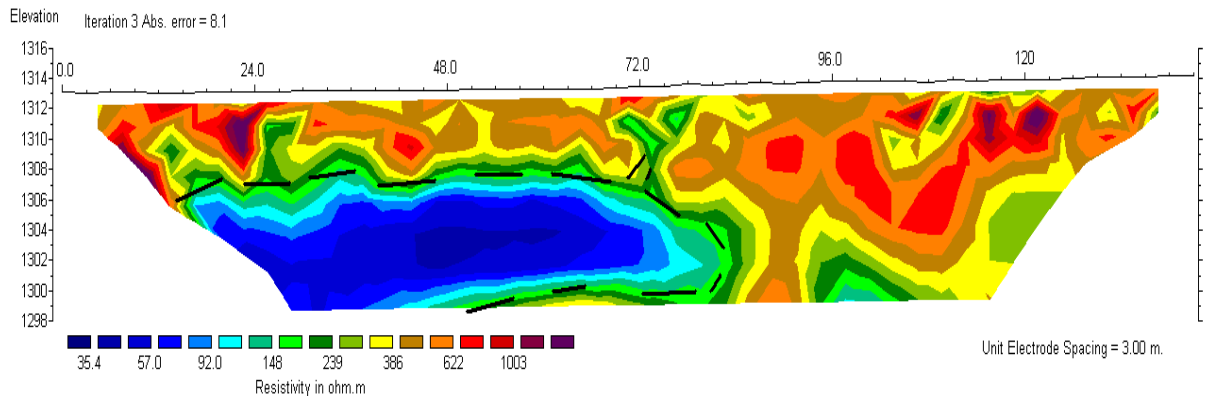 Elevation
Iteration 3 Abs. error = 8.1
1316
1314
0.0 24.0 48.0 72.0 96.0 120
1312
1310
1308
1306
1304
1302
1300
1298
35.4 57.0 92.0 148 239 386 622 1003
Unit Electrode Spacing = 3.00 m.
Resistivity in ohm.m